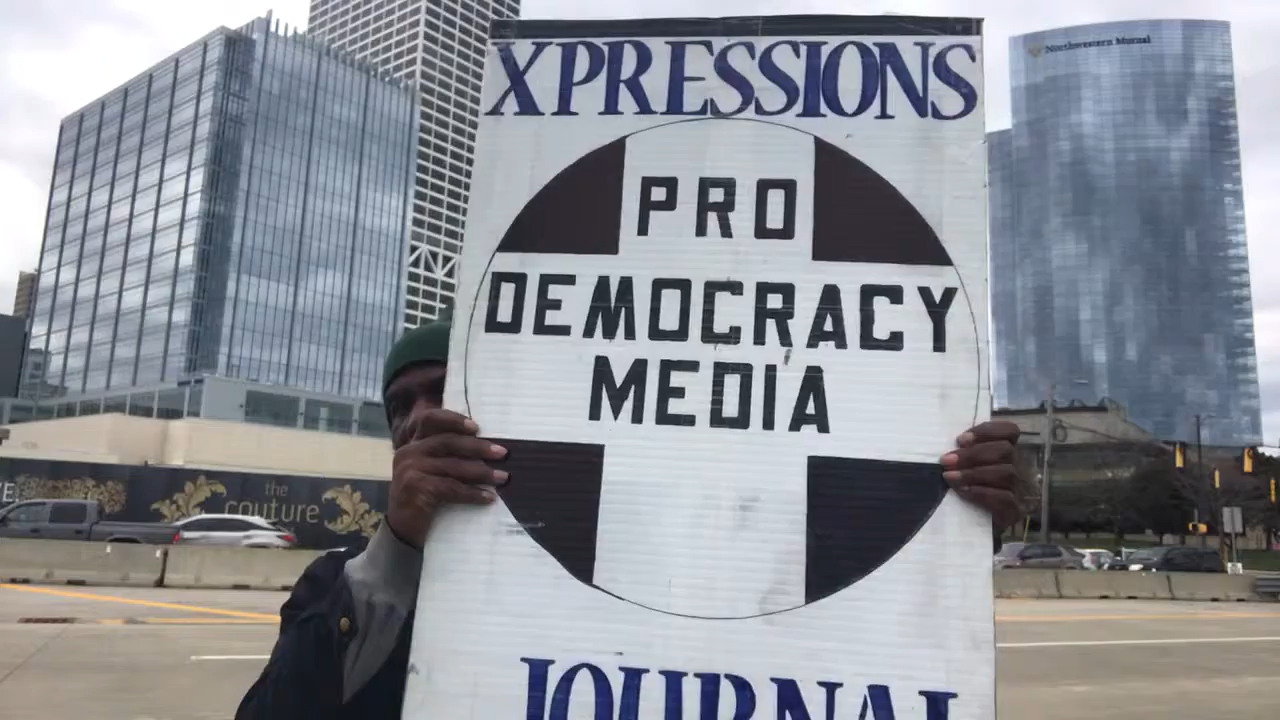 Northwestern Mutual
XPRESSIONS
PRO
DEMOCRACY
MEDIA
the
couture
JOURNAL